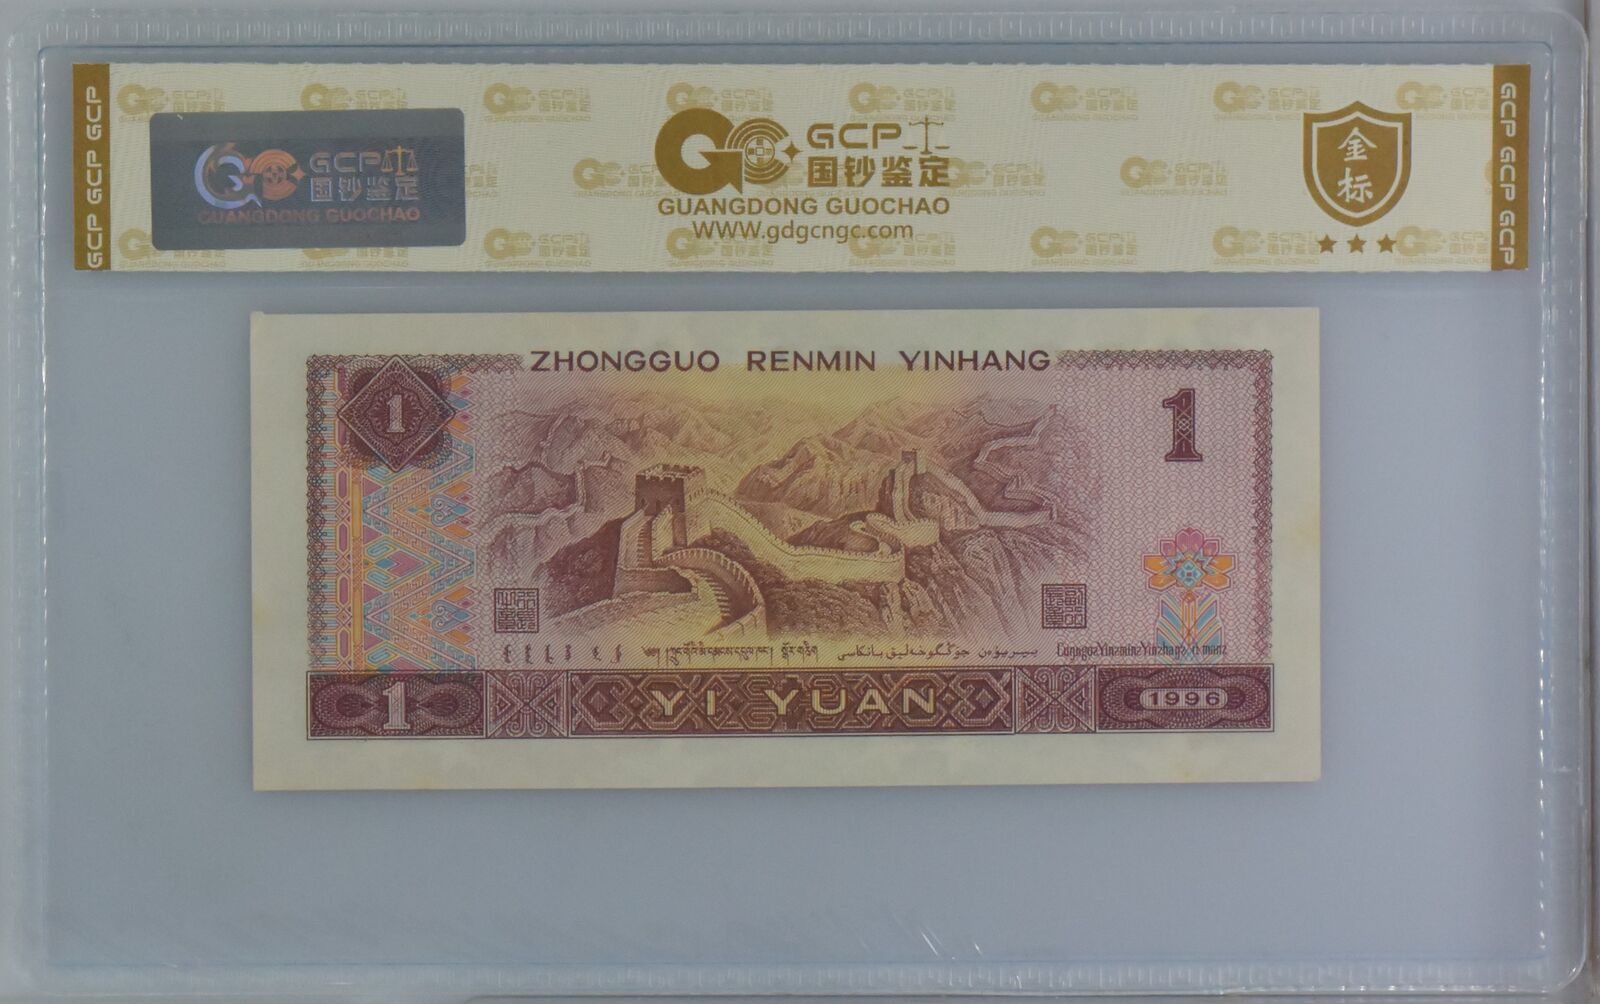 GCP GCP GCP
GCP
国钞鉴定
GUANGDONG GUOCHAO
GCP
国钞鉴定
GUANGDONG GUOCHAO
WWW.gdgcngc.com
金标
GCP GCP GCP
ZHONGGUO RENMIN YINHANG
1
1
1
YI YUAN
1996